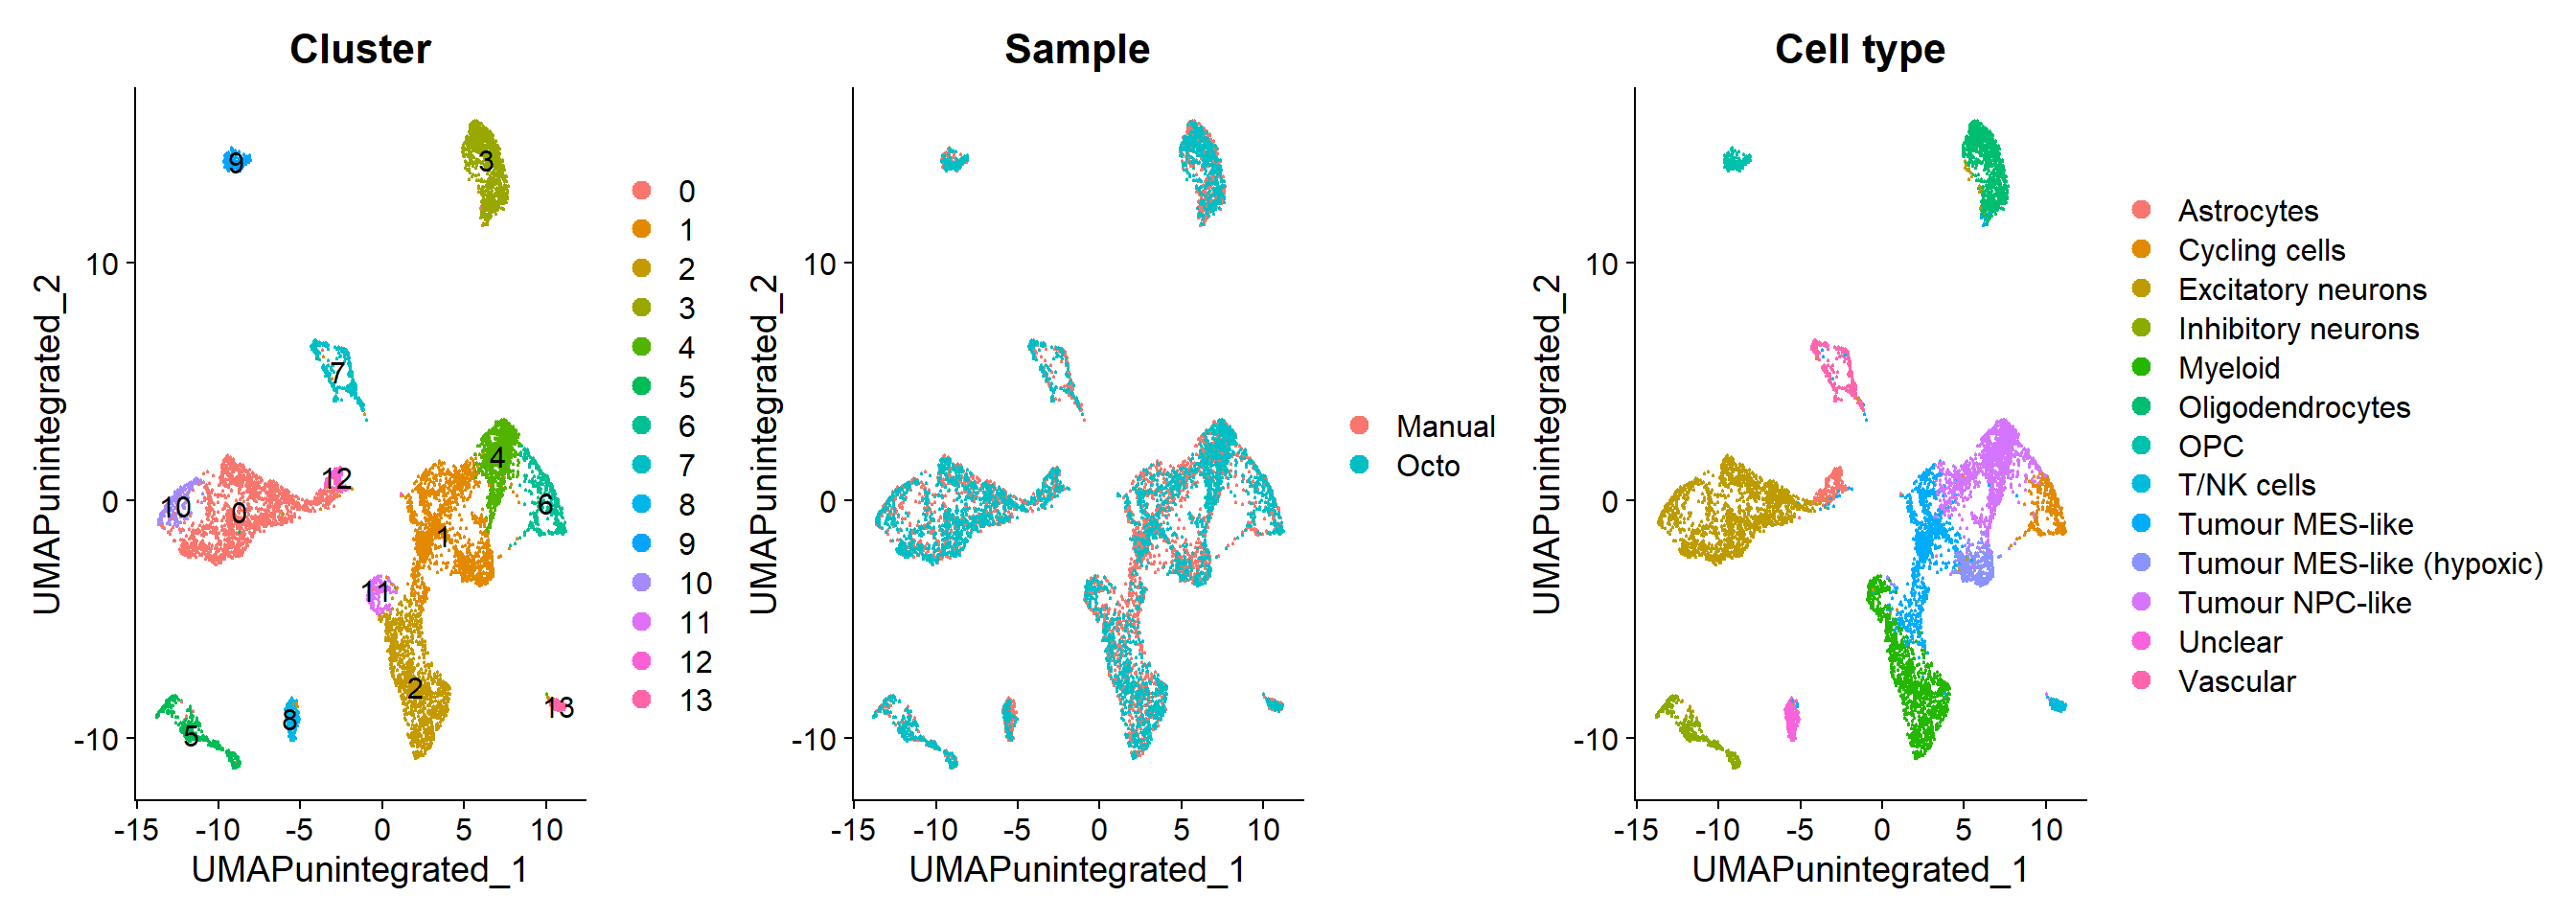 Cluster
UMAPunintegrated_2
10
0
-10
-15 -10 -5 0 5 10
UMAPunintegrated_1
9
3
7
12
4
10
0
6
1
11
2
5
8
13
0
1
2
3
4
5
6
7
8
9
10
11
12
13
Sample
UMAPunintegrated_2
10
0
-10
-15 -10 -5 0 5 10
UMAPunintegrated_1
Manual
Octo
Cell type
UMAPunintegrated_2
10
0
-10
-15 -10 -5 0 5 10
UMAPunintegrated_1
Astrocytes
Cycling cells
Excitatory neurons
Inhibitory neurons
Myeloid
Oligodendrocytes
OPC
T/NK cells
Tumour MES-like
Tumour MES-like (hypoxic)
Tumour NPC-like
Unclear
Vascular